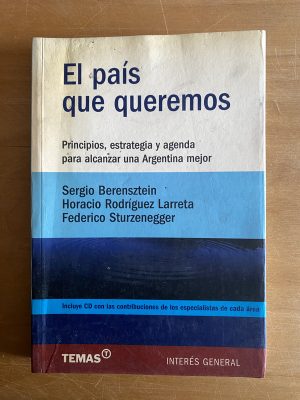 El país
que queremos
Principios, estrategia y agenda
para alcanzar una Argentina mejor
Sergio Berensztein
Horacio Rodríguez Larreta
Federico Sturzenegger
Incluye CD con las contribuciones de los especialistas de cada área
TEMAS T
INTERÉS GENERAL